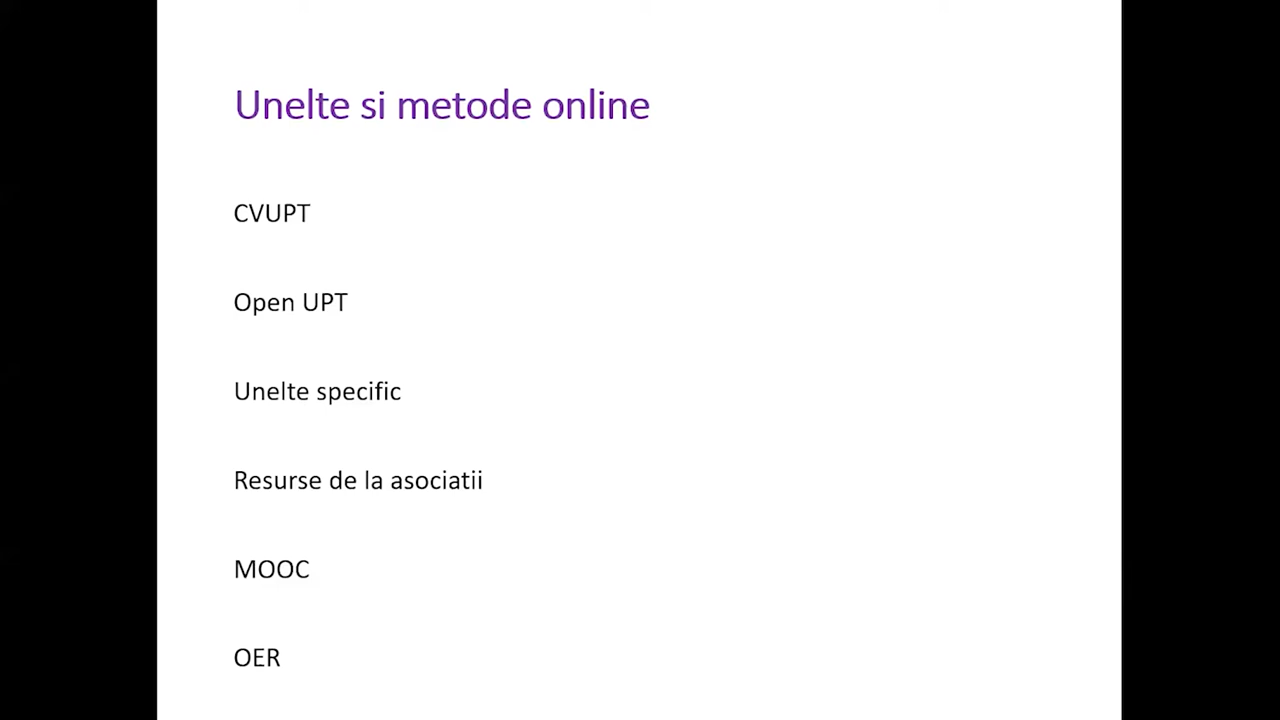 Unelte si metode online
CVUPT
Open UPT
Unelte specific
Resurse de la asociatii
MOOC
OER